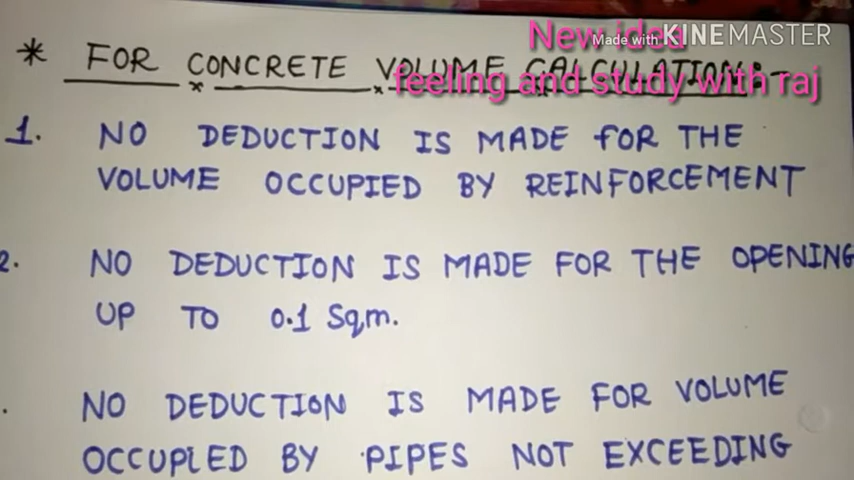 New idea
Made with KINEMASTER
feeling and study with raj
* FOR CONCRETE VOLUME CALCULATION:-
1. NO DEDUCTION IS MADE FOR THE
VOLUME OCCUPIED BY REINFORCEMENT
2. NO DEDUCTION IS MADE FOR THE OPENING
UP TO 0.1 Sqm.
. NO DEDUCTION IS MADE FOR VOLUME
OCCUPIED BY PIPES NOT EXCEEDING